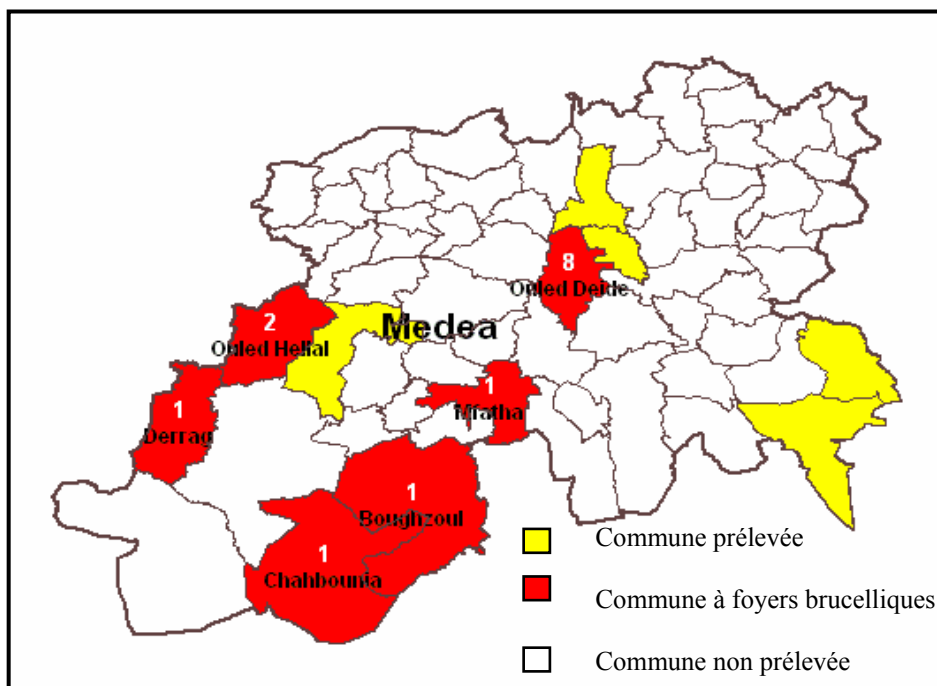 8
Ouled Deide
2
Ouled Hellal
Medea
1
Derrag
1
Mfatha
1
Boughzoul
1
Chahbounia
Commune prélevée
Commune à foyers brucelliques
Commune non prélevée